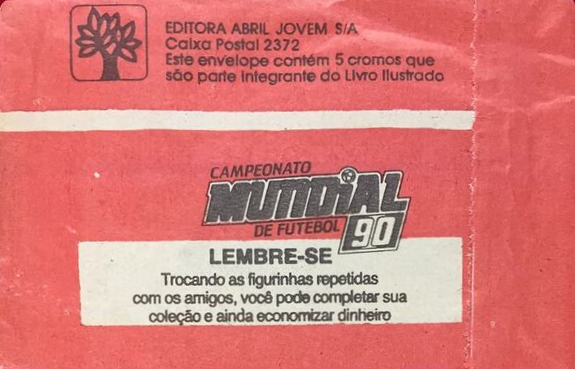 EDITORA ABRIL JOVEM S/A
Caixa Postal 2372
Este envelope contém 5 cromos que
são parte integrante do Livro Ilustrado
CAMPEONATO
MUNDIAL
DE FUTEBOL 90
LEMBRE-SE
Trocando as figurinhas repetidas
com os amigos, você pode completar sua
coleção e ainda economizar dinheiro